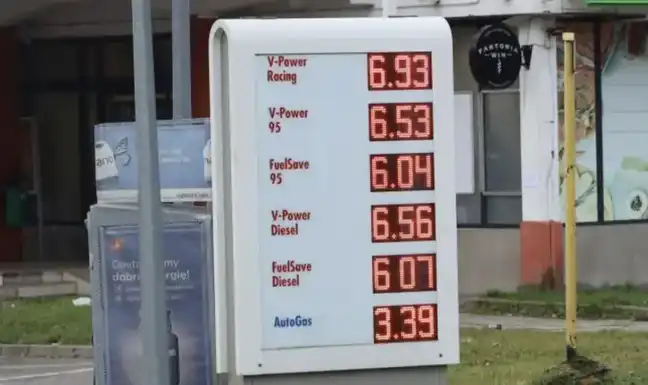 V-Power
Racing
6.93
V-Power
95
6.53
FuelSave
95
6.04
V-Power
Diesel
6.56
FuelSave
Diesel
6.07
AutoGas
3.39
WIN